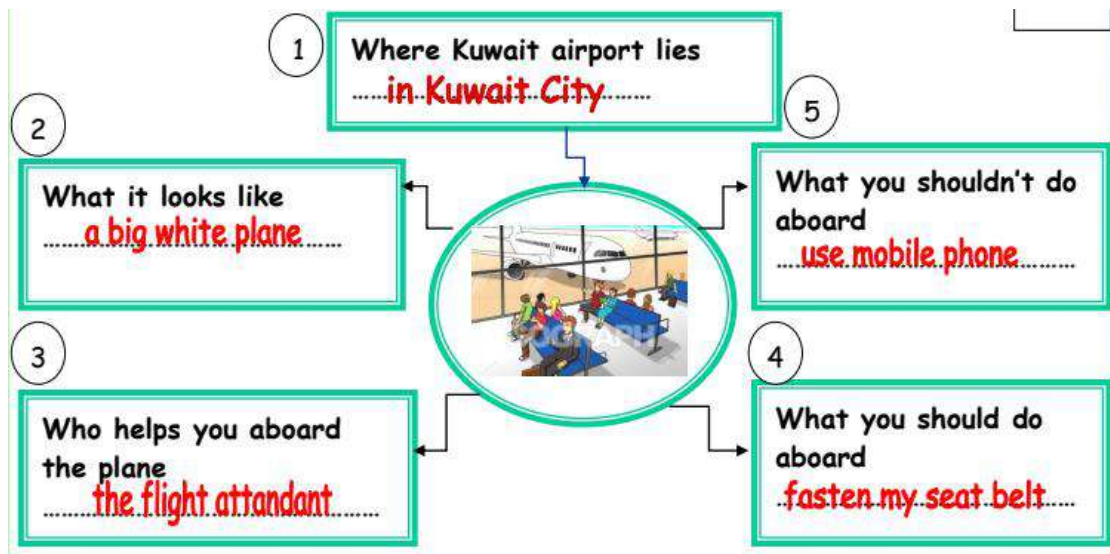 1
Where Kuwait airport lies
in Kuwait City
2
What it looks like
a big white plane
3
Who helps you aboard
the plane
the flight attandant
4
What you should do
aboard
fasten my seat belt
5
What you shouldn't do
aboard
use mobile phone